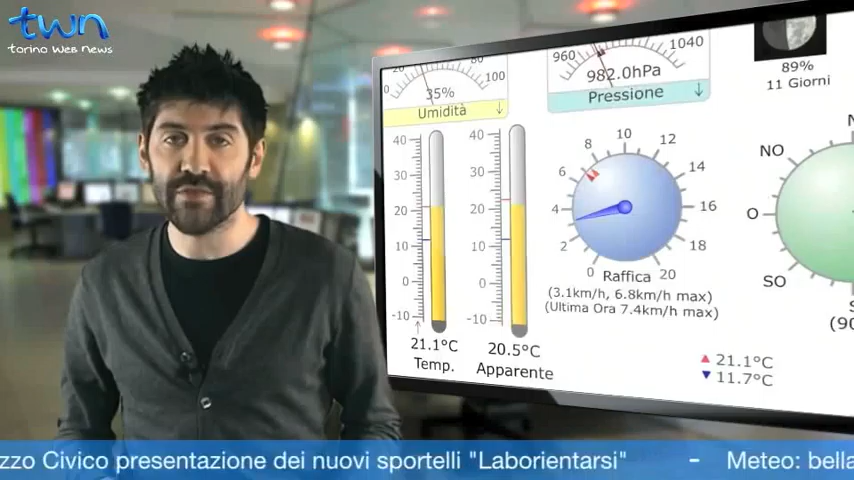 twn
torino web news
0
20
80
100
35%
Umidità ↓
960
1040
982.0hPa
Pressione ↓
89%
11 Giorni
40
30
20
10
0
-10
21.1°C
Temp.
40
30
20
10
0
-10
20.5°C
Apparente
0
2
4
6
8
10
12
14
16
18
20
Raffica
(3.1km/h, 6.8km/h max)
(Ultima Ora 7.4km/h max)
N
NO
O
SO
S
(90
21.1°C
11.7°C
zzo Civico presentazione dei nuovi sportelli "Laborientarsi" - Meteo: bella